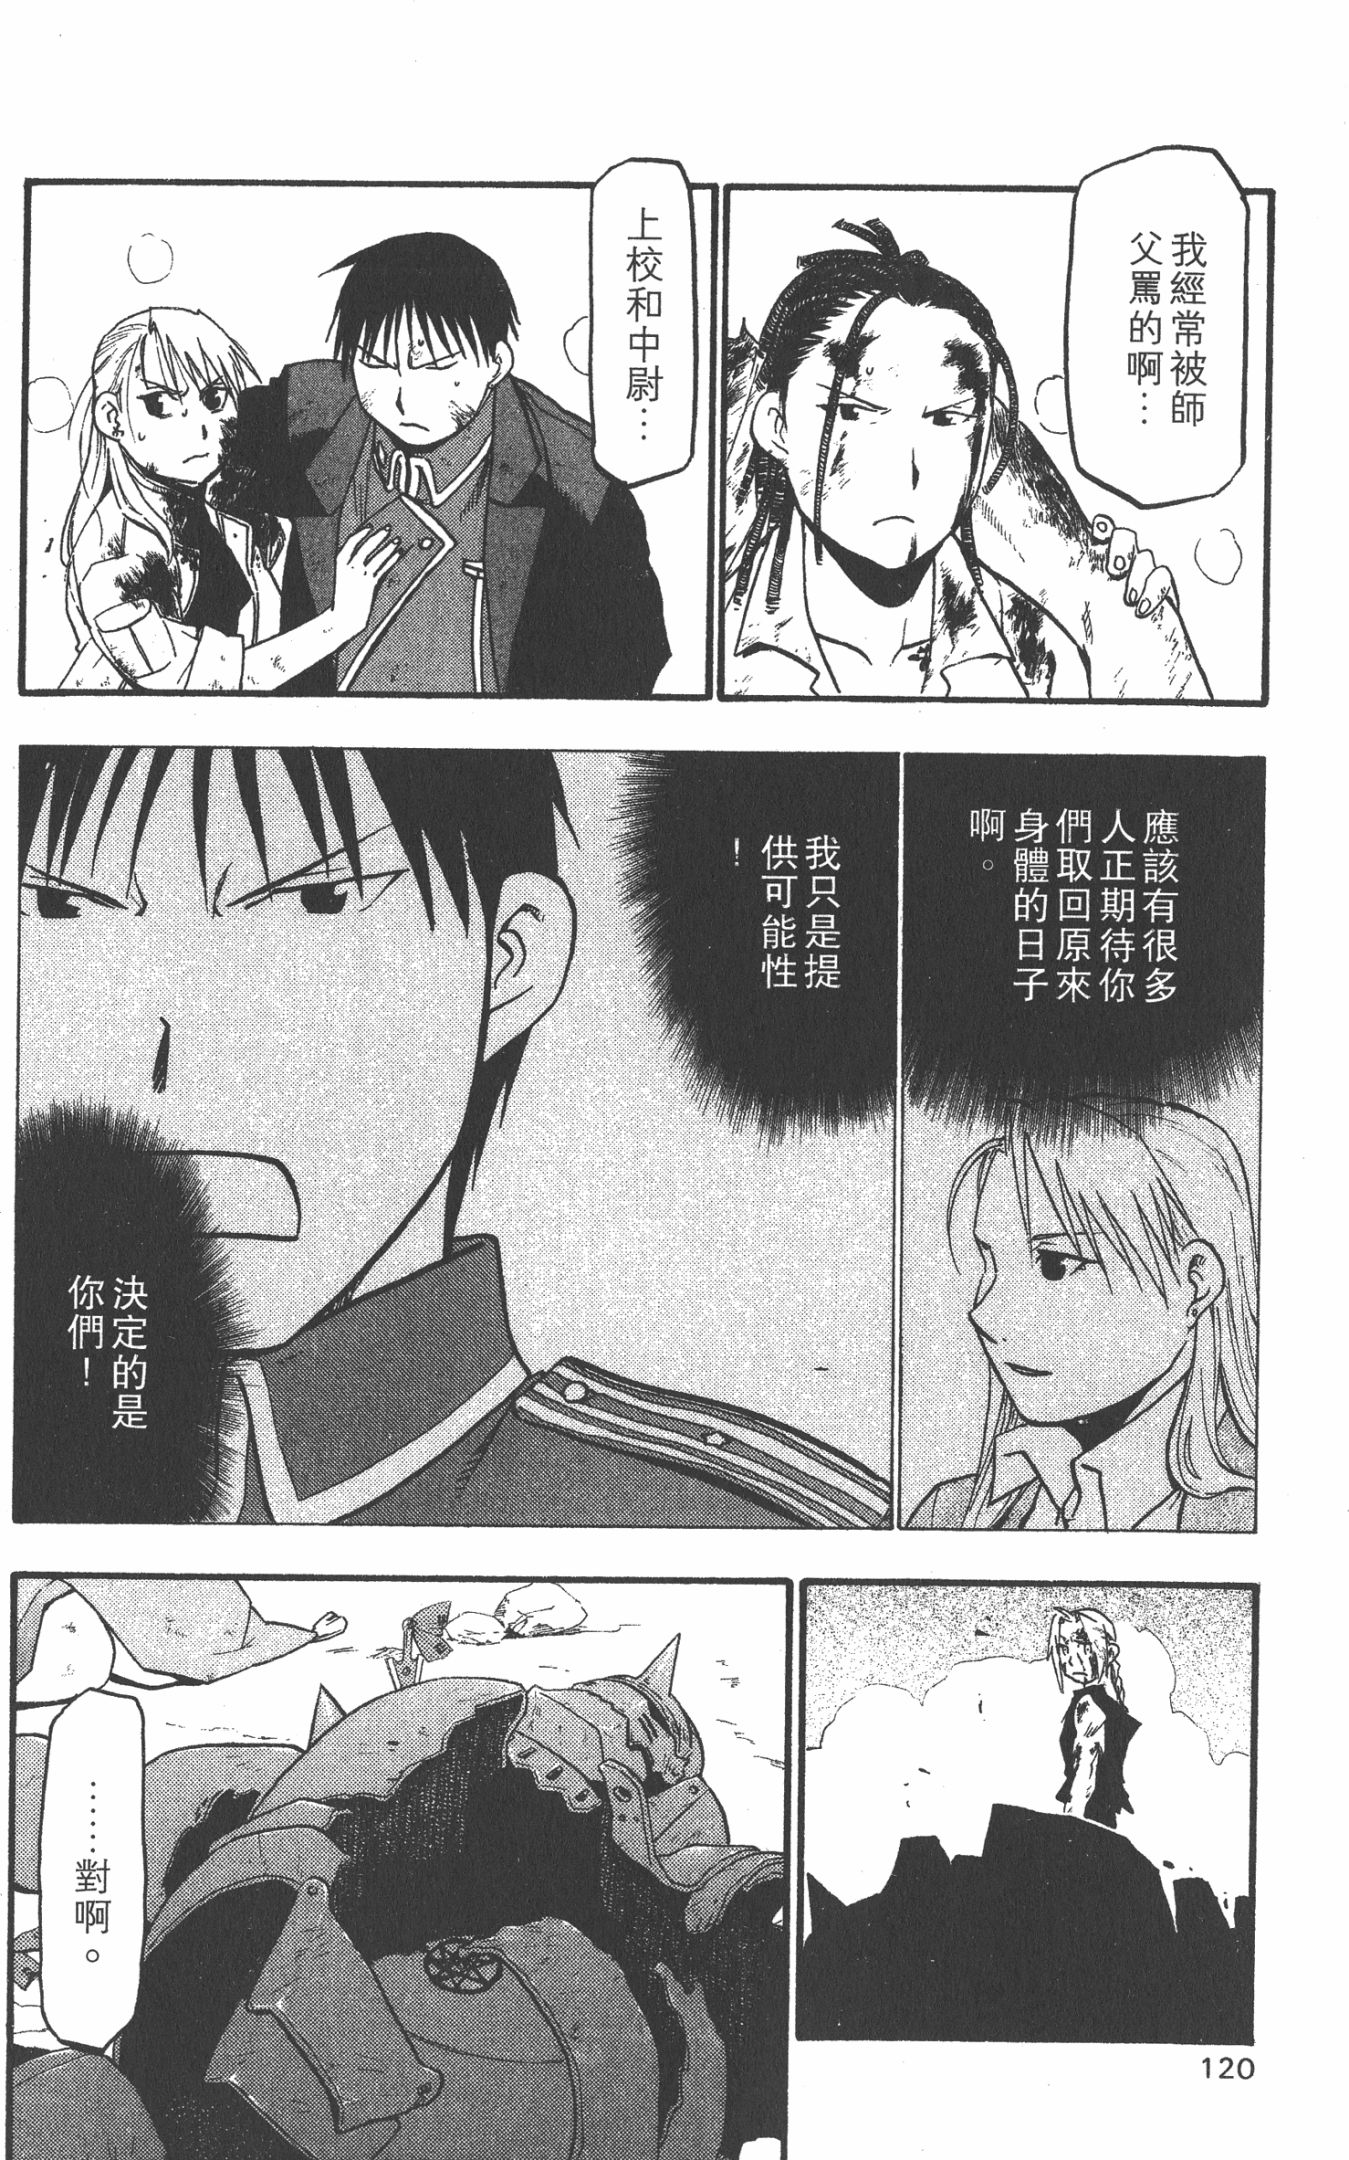 我經常被師
父罵的啊…
上校和中尉…
應該有很多
人正期待你
們取回原來
身體的日子
啊。
我只是提
供可能性
！
決定的是
你們！
……對啊。
120